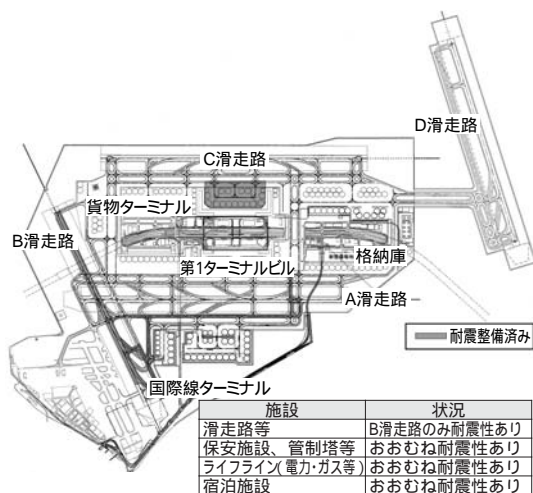 D滑走路
C滑走路
貨物ターミナル
B滑走路
第1ターミナルビル
格納庫
A滑走路
耐震整備済み
国際線ターミナル
施設 状況
滑走路等 B滑走路のみ耐震性あり
保安施設、管制塔等 おおむね耐震性あり
ライフライン(電力・ガス等) おおむね耐震性あり
宿泊施設 おおむね耐震性あり